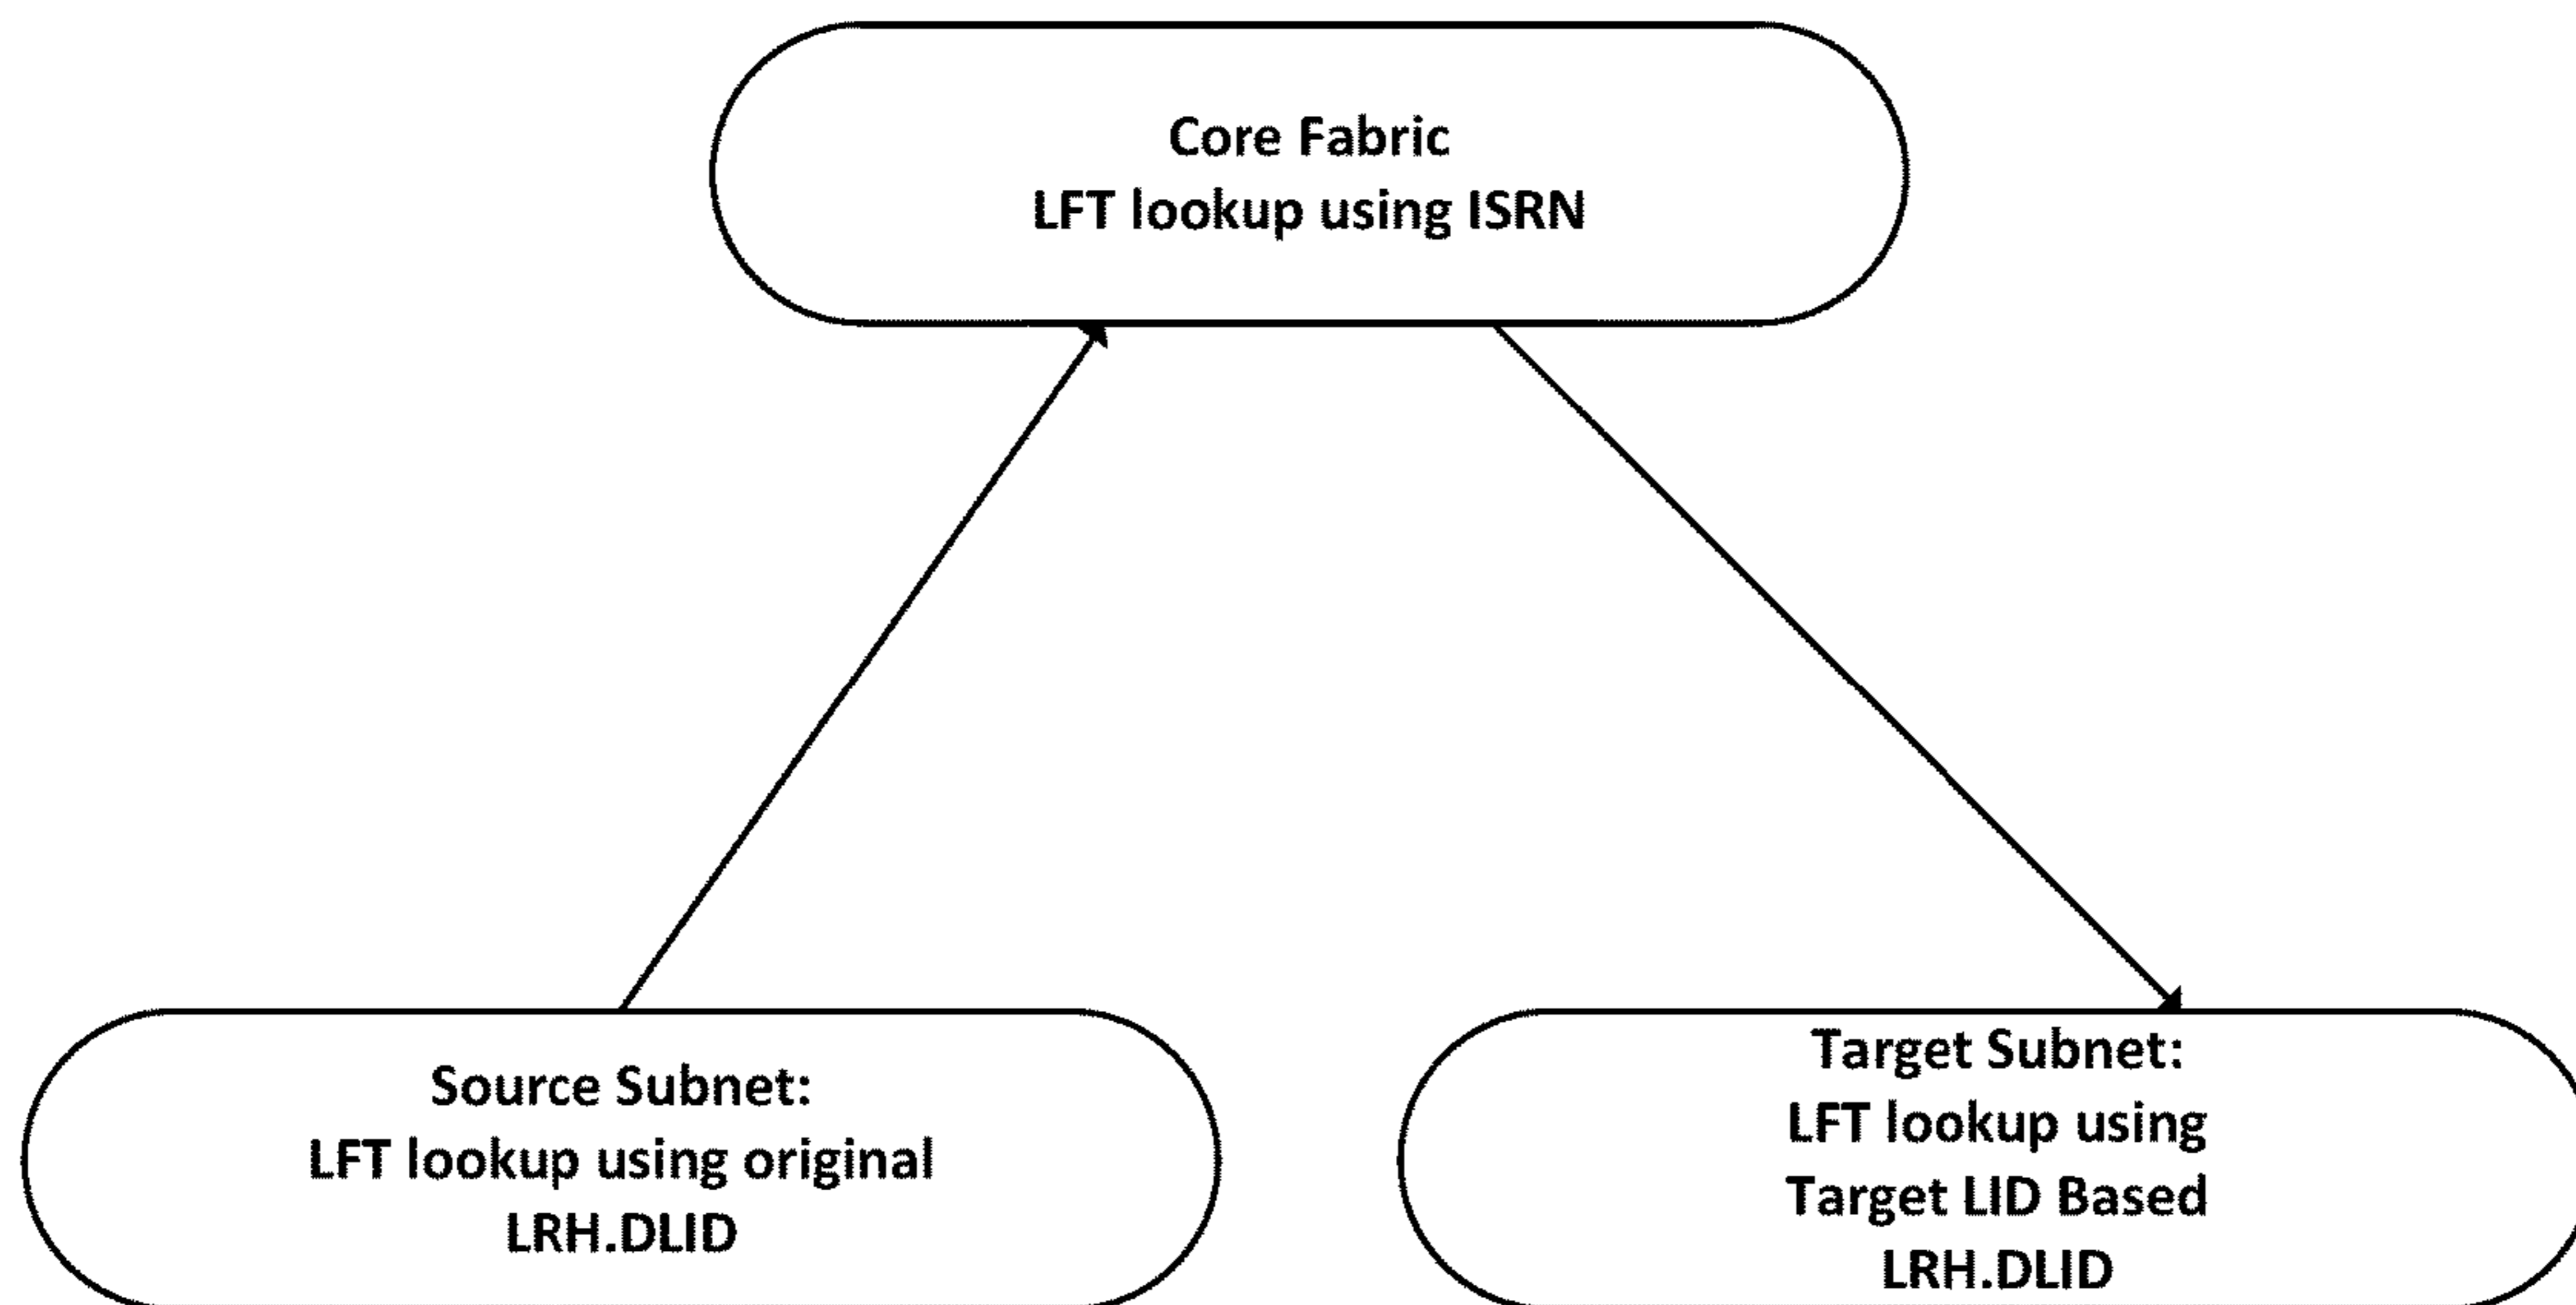 Core Fabric
LFT lookup using ISRN
Source Subnet:
LFT lookup using original
LRH.DLID
Target Subnet:
LFT lookup using
Target LID Based
LRH.DLID